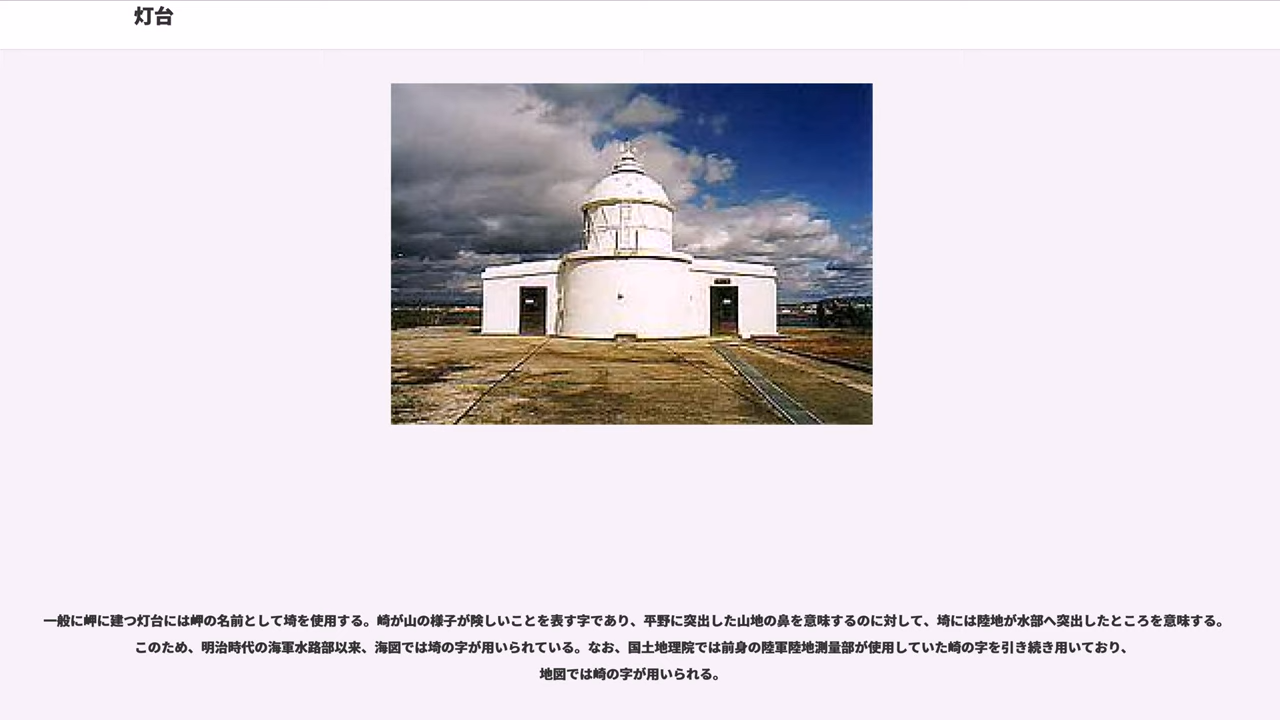 灯台
一般に岬に建つ灯台には岬の名前として埼を使用する。崎が山の様子が険しいことを表す字であり、平野に突出した山地の鼻を意味するのに対して、埼には陸地が水部へ突出したところを意味する。
このため、明治時代の海軍水路部以来、海図では埼の字が用いられている。なお、国土地理院では前身の陸軍陸地測量部が使用していた崎の字を引き続き用いており、
地図では崎の字が用いられる。